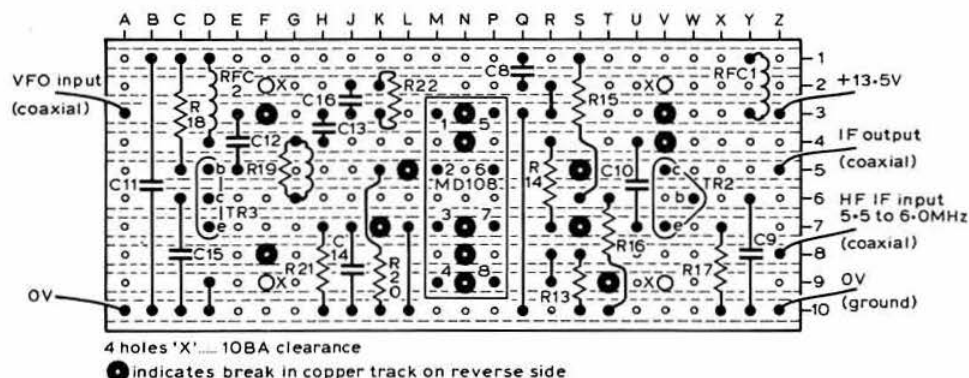 A B C D E F G H J K L M N P Q R S T U V W X Y Z
VFO input
(coaxial)
0V
1
2
3
4
5
6
7
8
9
10
+13·5V
IF output
(coaxial)
HF IF input
5·5 to 6·0MHz
(coaxial)
0V
(ground)
RFC 2
X
R22
C8
X
RFC1
C16
R15
R 18
C12
C13
1
5
R19
R 14
C10
c
TR2
C11
b
c
e
TR3
2
6
MD108
b
e
3
7
C15
R21
C 14
R 20
R16
R17
C9
X
4
8
R13
X
4 holes 'X'..... 10BA clearance
indicates break in copper track on reverse side